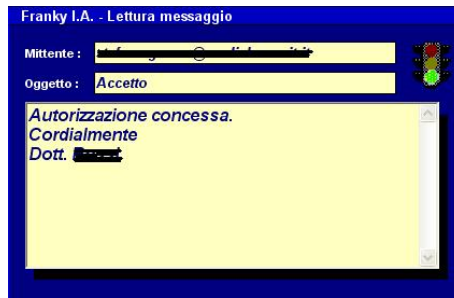 Franky I.A. - Lettura messaggio
Mittente :
Oggetto : Accetto
Autorizzazione concessa.
Cordialmente
Dott.